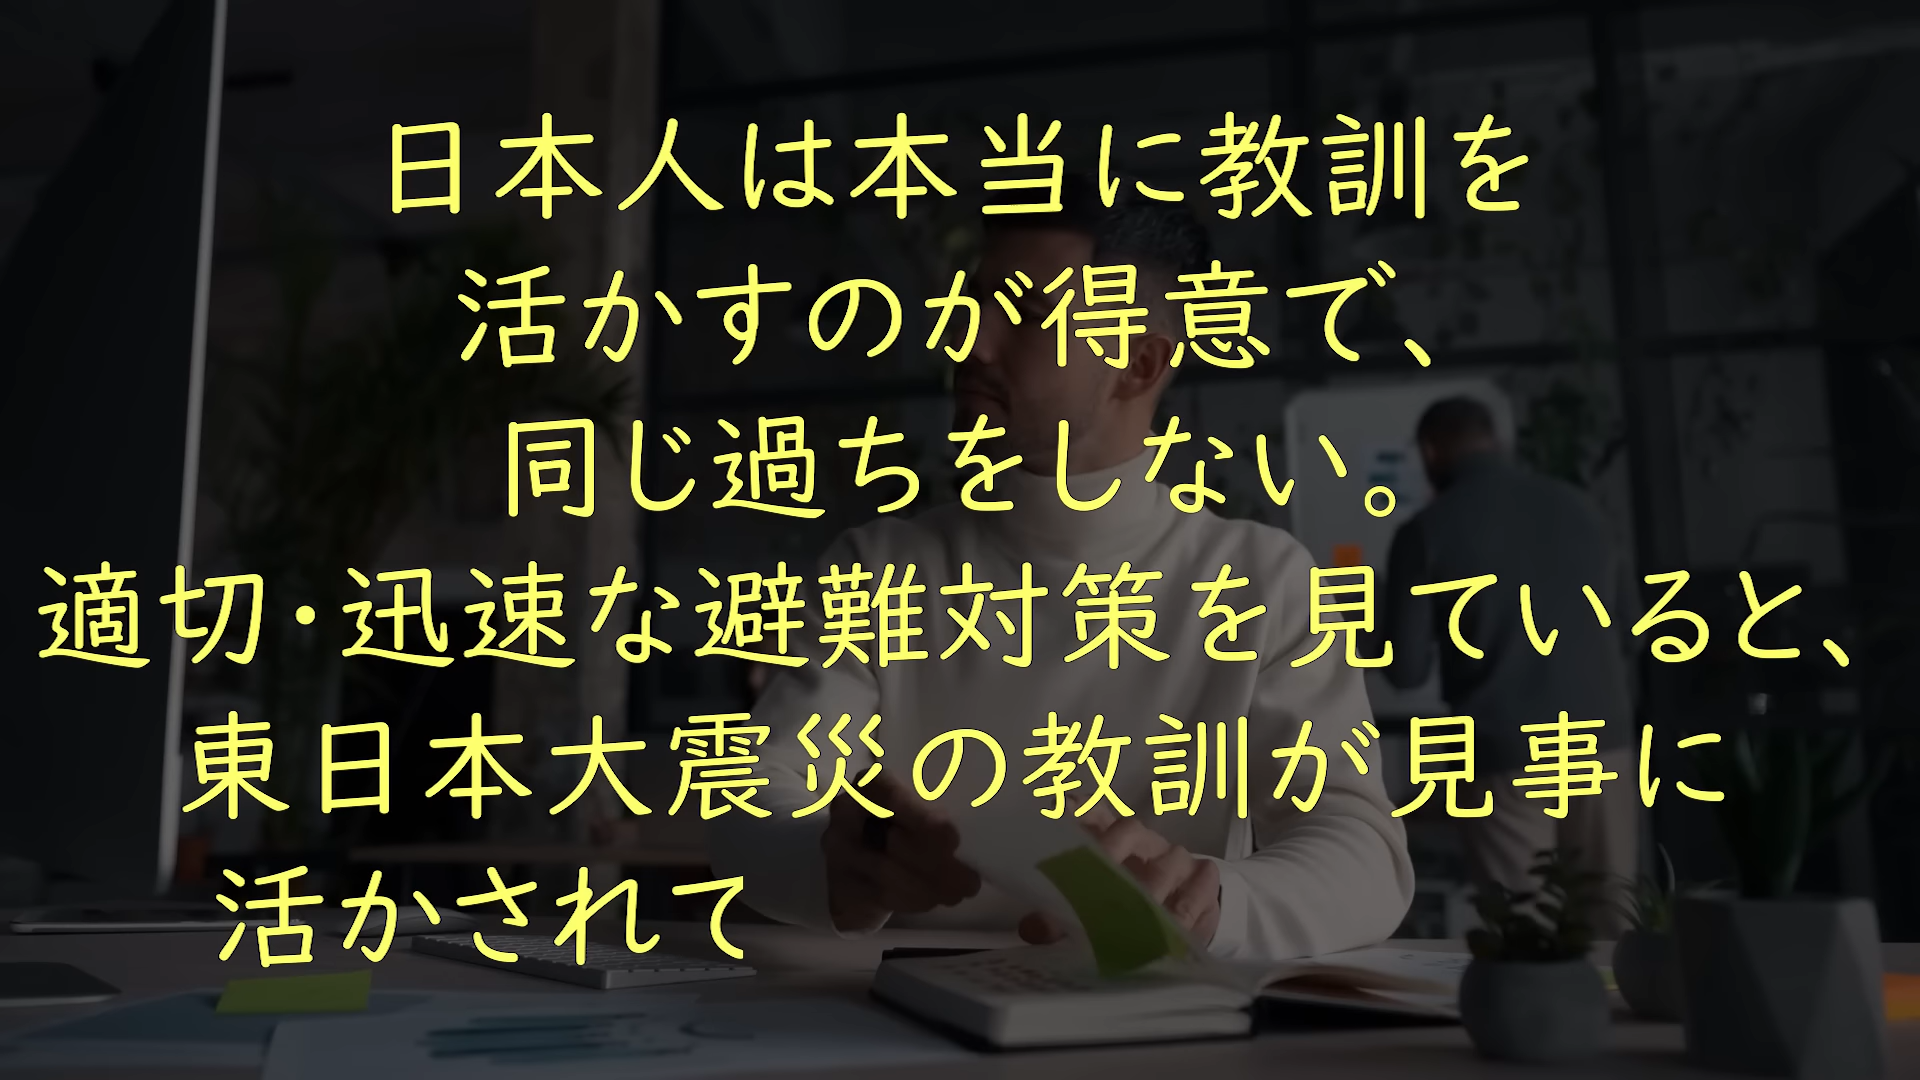 日本人は本当に教訓を
活かすのが得意で、
同じ過ちをしない。
適切・迅速な避難対策を見ていると、
東日本大震災の教訓が見事に
活かされて